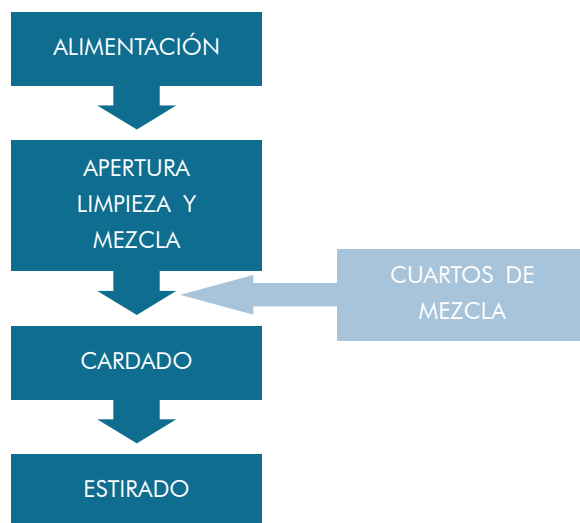 ALIMENTACIÓN
APERTURA
LIMPIEZA Y
MEZCLA
CUARTOS DE
MEZCLA
CARDADO
ESTIRADO